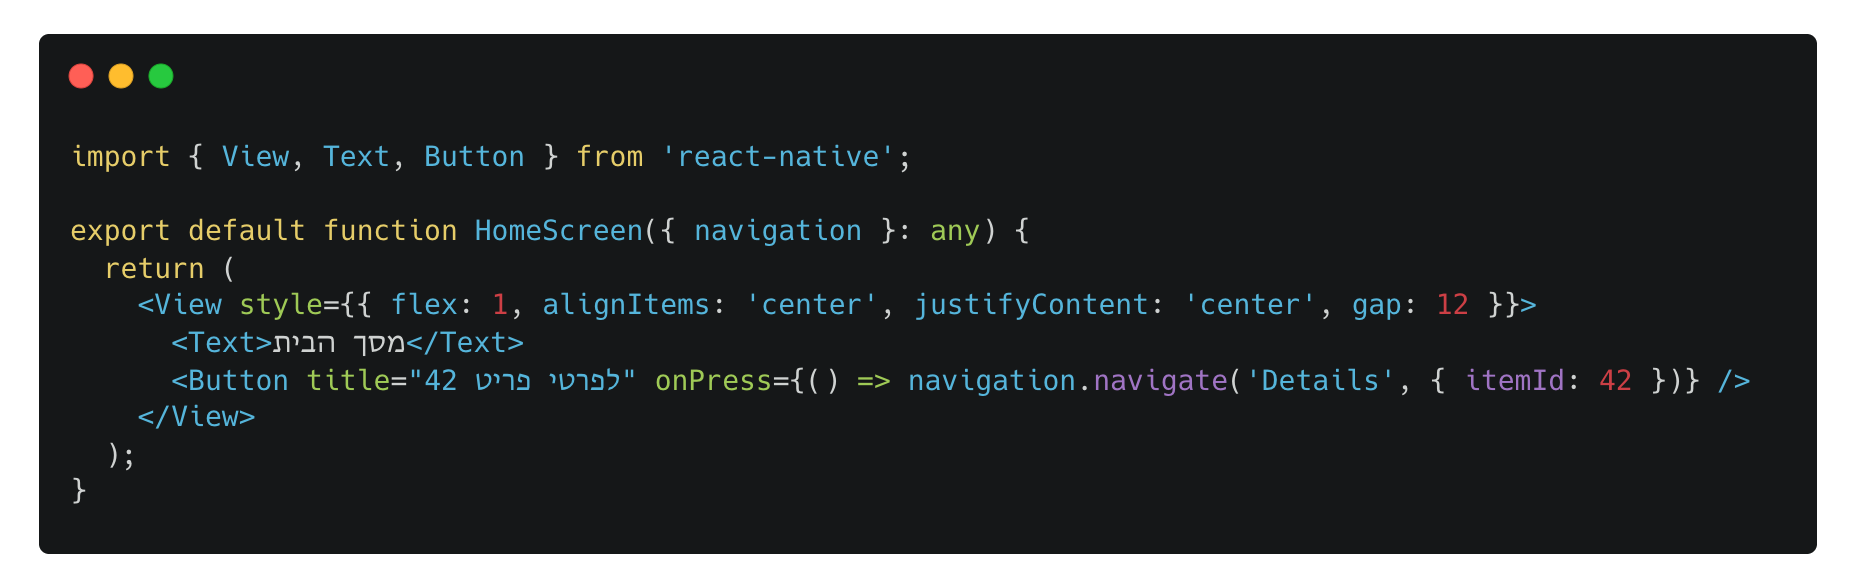 import { View, Text, Button } from 'react-native';

export default function HomeScreen({ navigation }: any) {
  return (
    <View style={{ flex: 1, alignItems: 'center', justifyContent: 'center', gap: 12 }}>
      <Text>מסך הבית</Text>
      <Button title="לפרטי פריט 42" onPress={() => navigation.navigate('Details', { itemId: 42 })} />
    </View>
  );
}